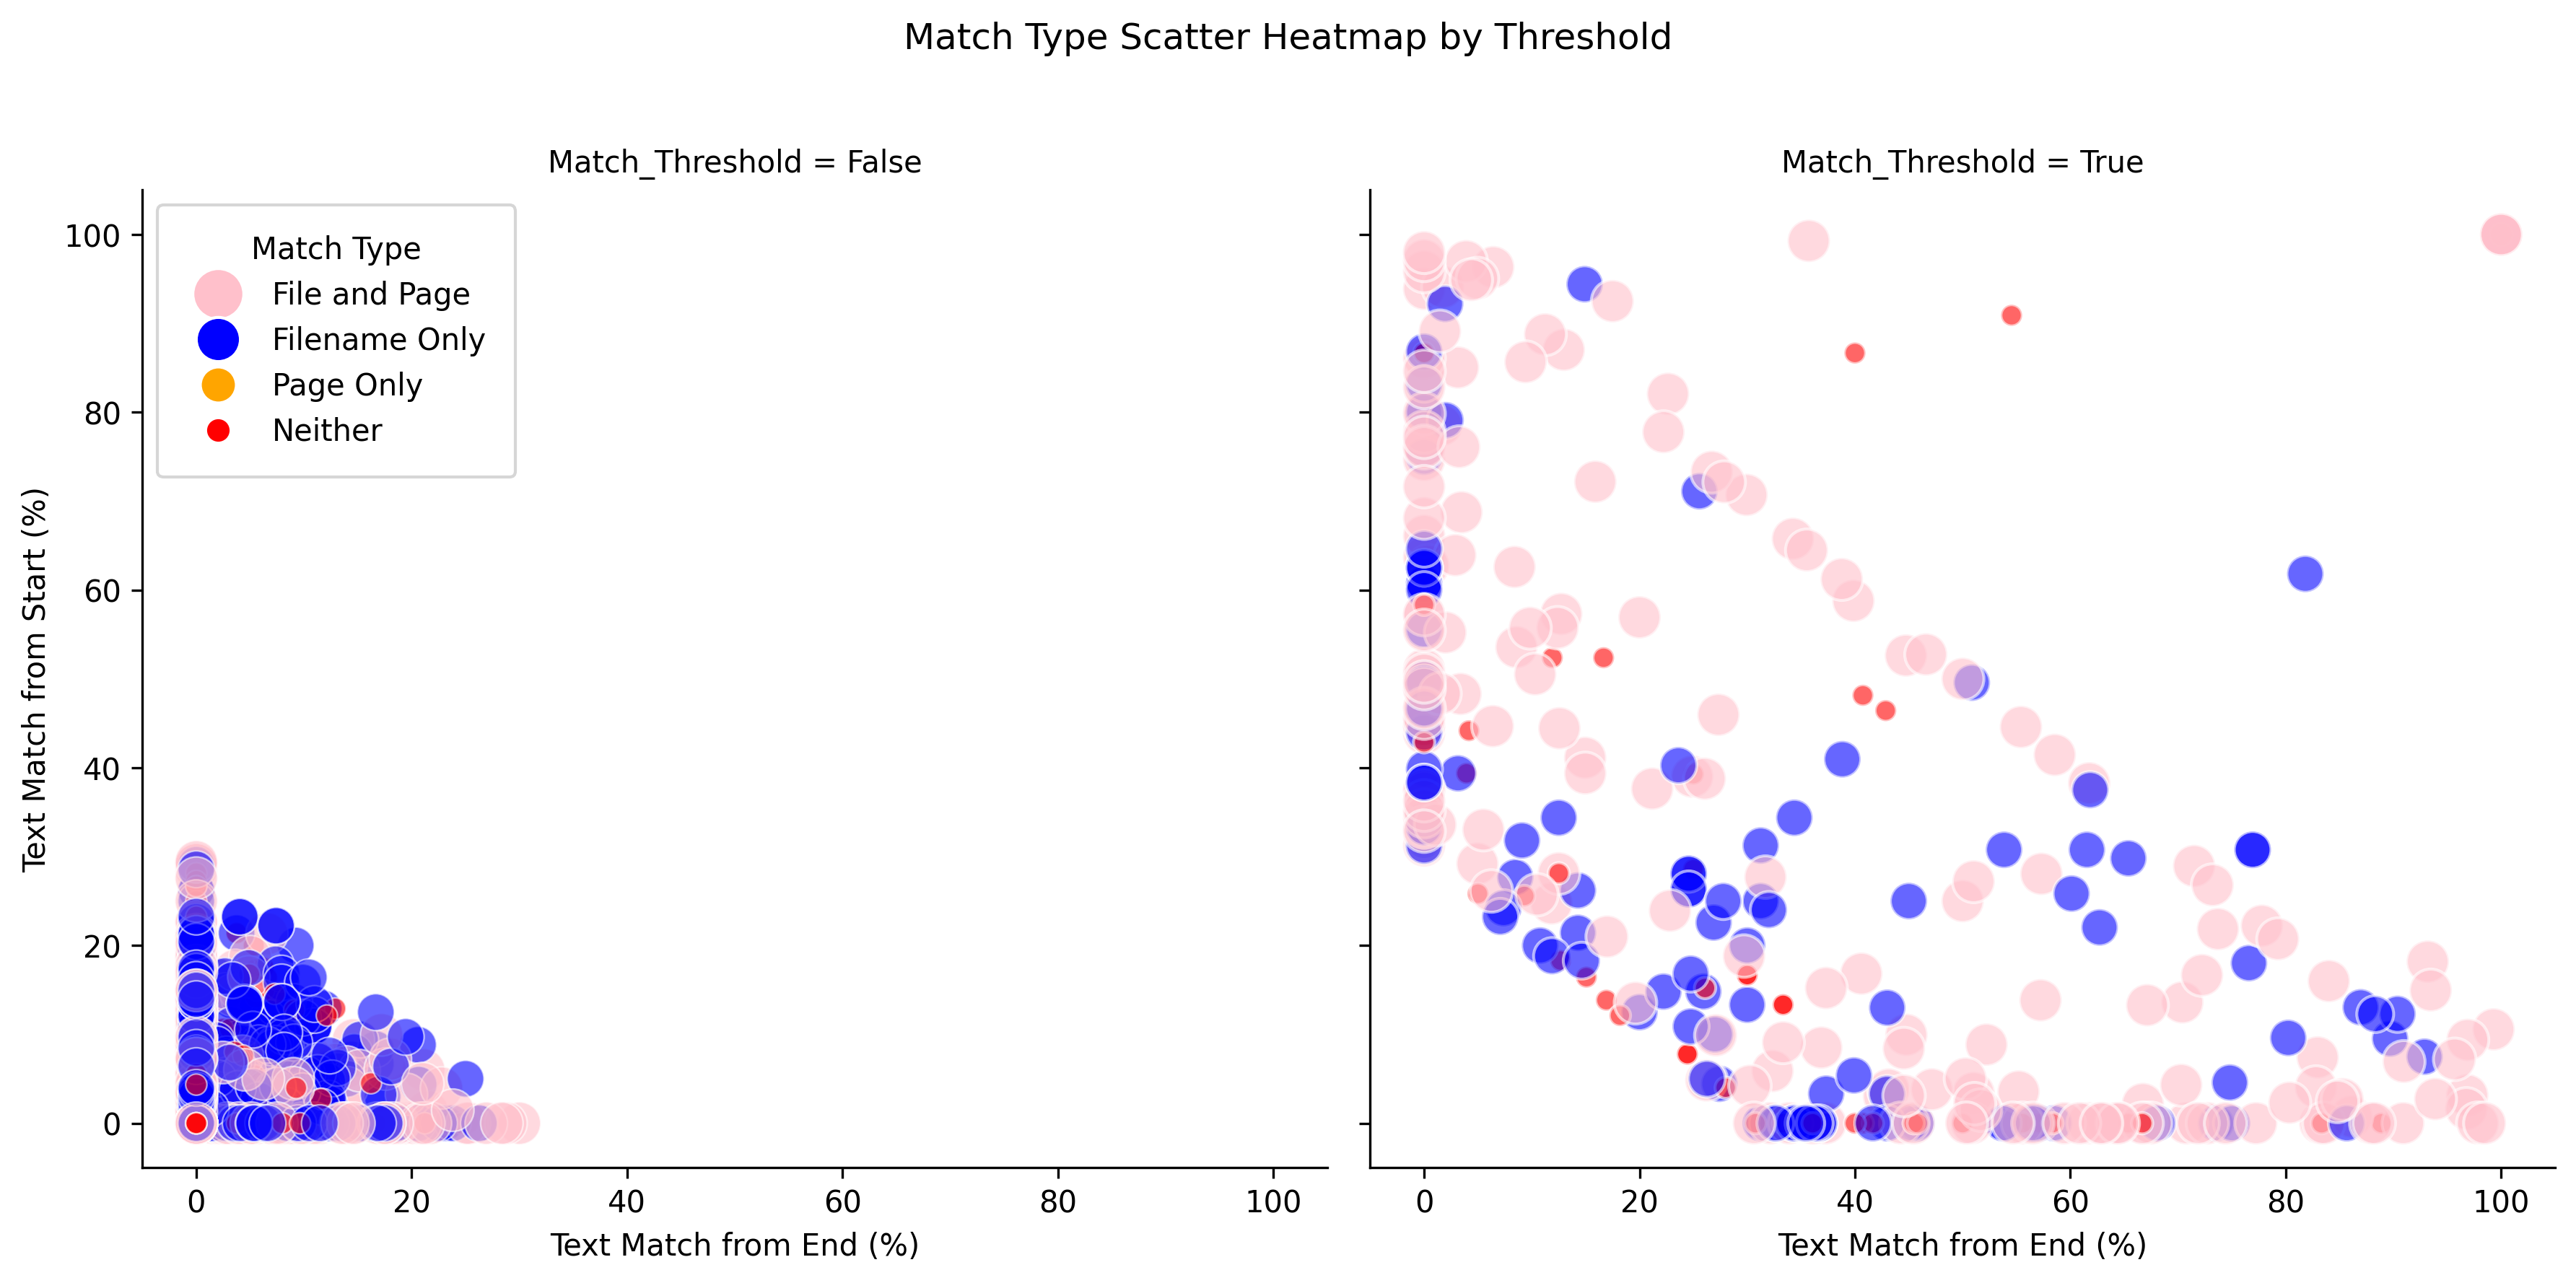 Match Type Scatter Heatmap by Threshold
Match_Threshold = False
Match_Threshold = True
Match Type
File and Page
Filename Only
Page Only
Neither
Text Match from Start (%)
100
80
60
40
20
0
0 20 40 60 80 100
0 20 40 60 80 100
Text Match from End (%)
Text Match from End (%)